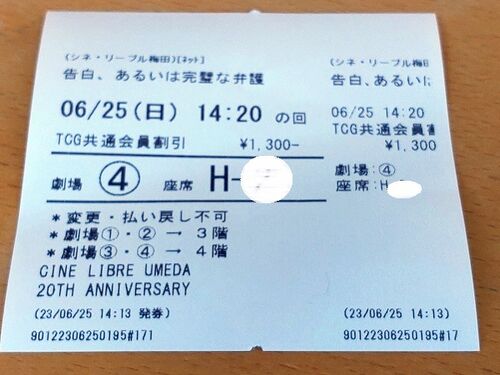 (シネ・リーブル梅田)[ネット]
告白、あるいは完璧な弁護
06/25(日) 14:20 の回
TCG共通会員割引 ¥1,300-
劇場 ④ 座席 H-
*変更・払い戻し不可
*劇場①・②→3階
*劇場③・④→4階
CINE LIBRE UMEDA
20TH ANNIVERSARY
(23/06/25 14:13 発券)
90122306250195#171
(シネ・リーブル梅田
告白、あるいは
06/25 14:20
TCG共通会員割
¥1,300-
劇場:④
座席:H
(23/06/25 14:13)
90122306250195#17